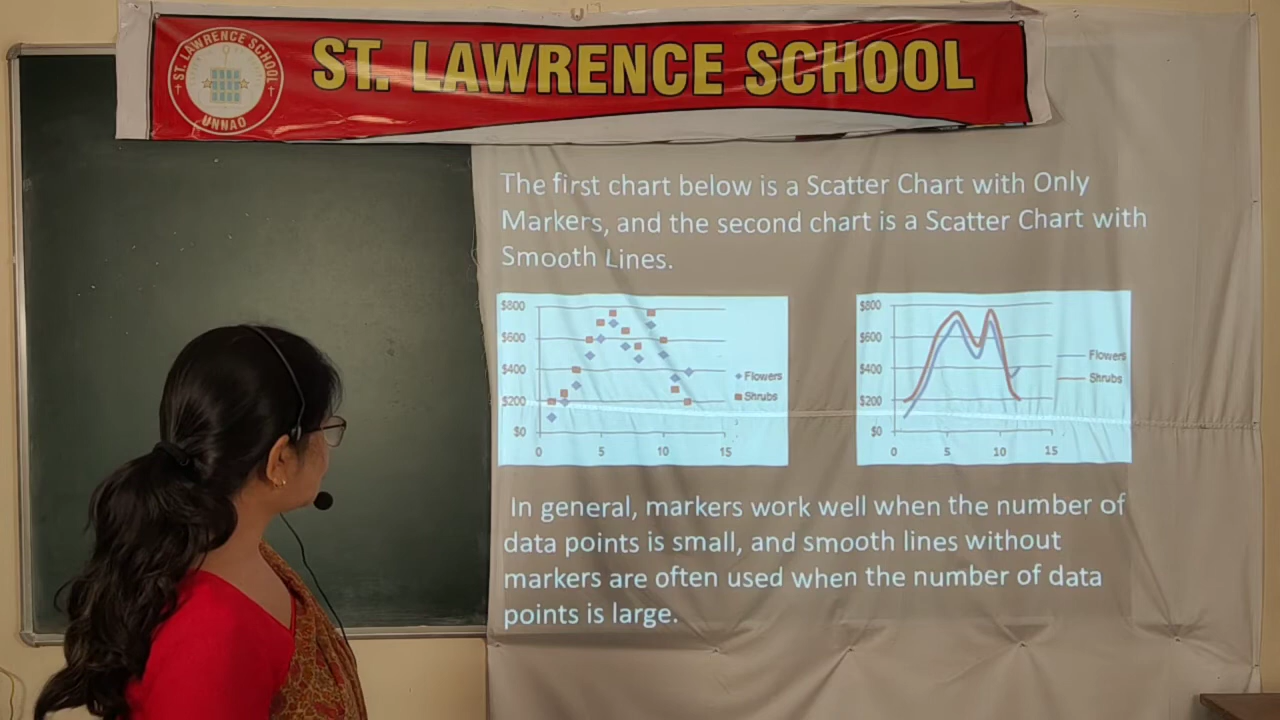 ST. LAWRENCE SCHOOL
UNNAO
ST. LAWRENCE SCHOOL
The first chart below is a Scatter Chart with Only
Markers, and the second chart is a Scatter Chart with
Smooth Lines.
$800
$600
$400
$200
$0
0 5 10 15
Flowers
Shrubs
$800
$600
$400
$200
$0
0 5 10 15
Flowers
Shrubs
In general, markers work well when the number of
data points is small, and smooth lines without
markers are often used when the number of data
points is large.